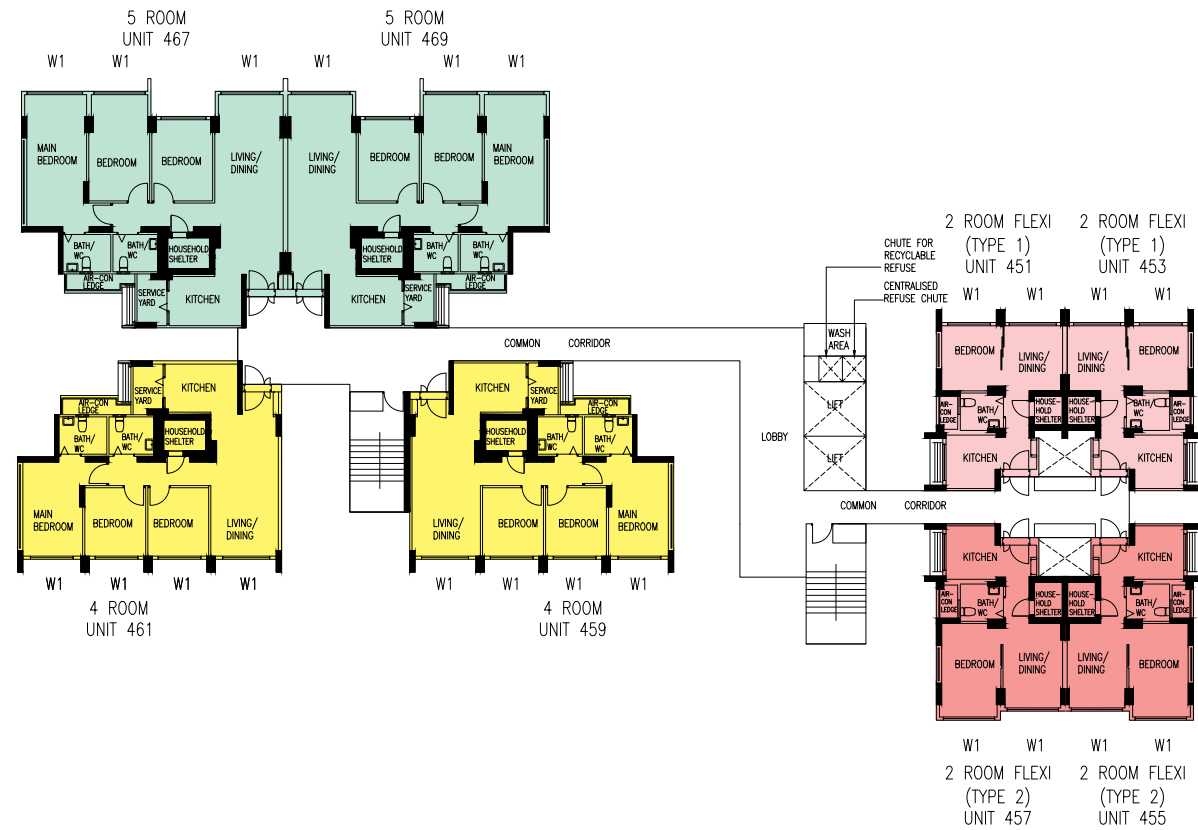 5 ROOM
UNIT 467
5 ROOM
UNIT 469
W1
W1
W1
W1
W1
W1
MAIN
BEDROOM
BEDROOM
BEDROOM
LIVING/
DINING
LIVING/
DINING
BEDROOM
BEDROOM
MAIN
BEDROOM
BATH/
WC
BATH/
WC
HOUSEHOLD
SHELTER
HOUSEHOLD
SHELTER
BATH/
WC
BATH/
WC
AIR-CON
LEDGE
SERVICE
YARD
KITCHEN
KITCHEN
SERVICE
YARD
AIR-CON
LEDGE
2 ROOM FLEXI
(TYPE 1)
UNIT 451
2 ROOM FLEXI
(TYPE 1)
UNIT 453
CHUTE FOR
RECYCLABLE
REFUSE
CENTRALISED
REFUSE CHUTE
W1
W1
W1
W1
WASH
AREA
COMMON CORRIDOR
BEDROOM
LIVING/
DINING
LIVING/
DINING
BEDROOM
AIR-
CON
LEDGE
BATH/
WC
HOUSE-
HOLD
SHELTER
HOUSE-
HOLD
SHELTER
BATH/
WC
AIR-
CON
LEDGE
KITCHEN
KITCHEN
LIFT
LIFT
LOBBY
SERVICE
YARD
KITCHEN
AIR-CON
LEDGE
BATH/
WC
BATH/
WC
HOUSEHOLD
SHELTER
MAIN
BEDROOM
BEDROOM
BEDROOM
LIVING/
DINING
W1
W1
W1
W1
4 ROOM
UNIT 461
KITCHEN
SERVICE
YARD
AIR-CON
LEDGE
HOUSEHOLD
SHELTER
BATH/
WC
BATH/
WC
LIVING/
DINING
BEDROOM
BEDROOM
MAIN
BEDROOM
W1
W1
W1
W1
4 ROOM
UNIT 459
COMMON CORRIDOR
KITCHEN
KITCHEN
AIR-
CON
LEDGE
BATH/
WC
HOUSE-
HOLD
SHELTER
HOUSE-
HOLD
SHELTER
BATH/
WC
AIR-
CON
LEDGE
BEDROOM
LIVING/
DINING
LIVING/
DINING
BEDROOM
W1
W1
W1
W1
2 ROOM FLEXI
(TYPE 2)
UNIT 457
2 ROOM FLEXI
(TYPE 2)
UNIT 455